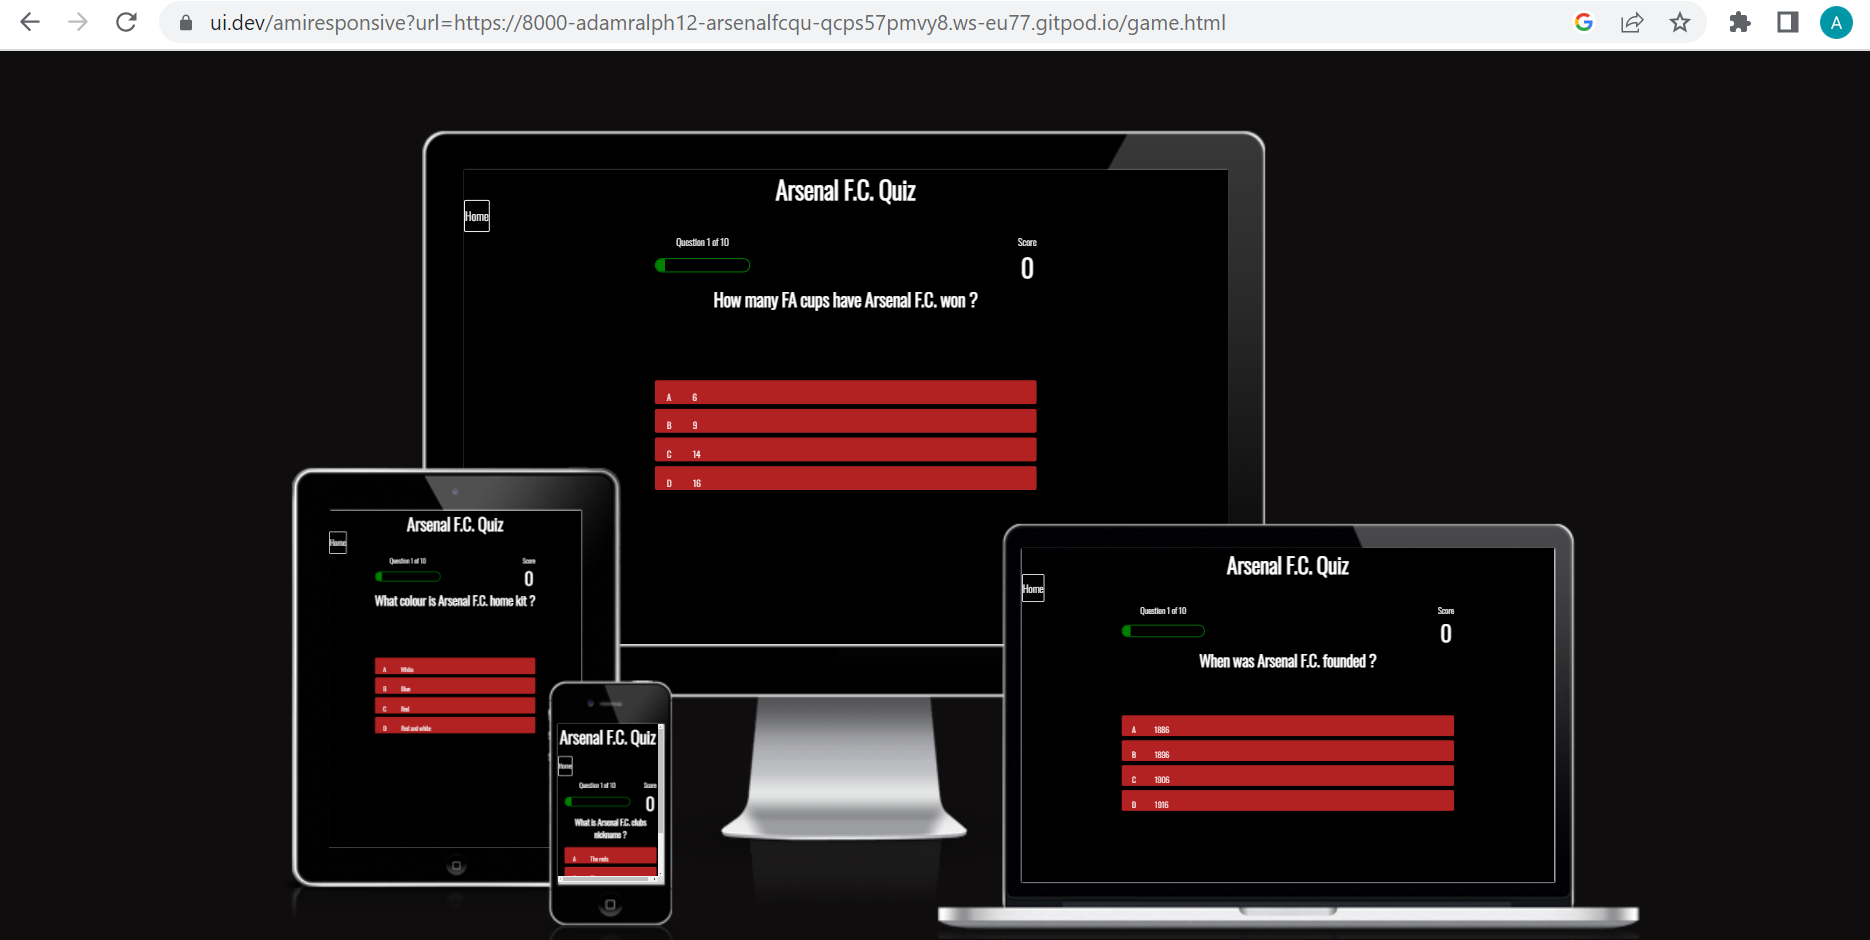 ui.dev/amiresponsive?url=https://8000-adamralph12-arsenalfcqu-qcps57pmvy8.ws-eu77.gitpod.io/game.html
A
Arsenal F.C. Quiz
Home
Question 1 of 10
Score
0
How many FA cups have Arsenal F.C. won ?
A 6
B 9
C 14
D 16
Arsenal F.C. Quiz
Home
Question 1 of 10
Score
0
What colour is Arsenal F.C. home kit ?
A White
B Blue
C Red
D Red and white
Arsenal F.C. Quiz
Home
Question 1 of 10
Score
0
What is Arsenal F.C. clubs
nickname ?
A The reds
Arsenal F.C. Quiz
Home
Question 1 of 10
Score
0
When was Arsenal F.C. founded ?
A 1886
B 1896
C 1906
D 1916